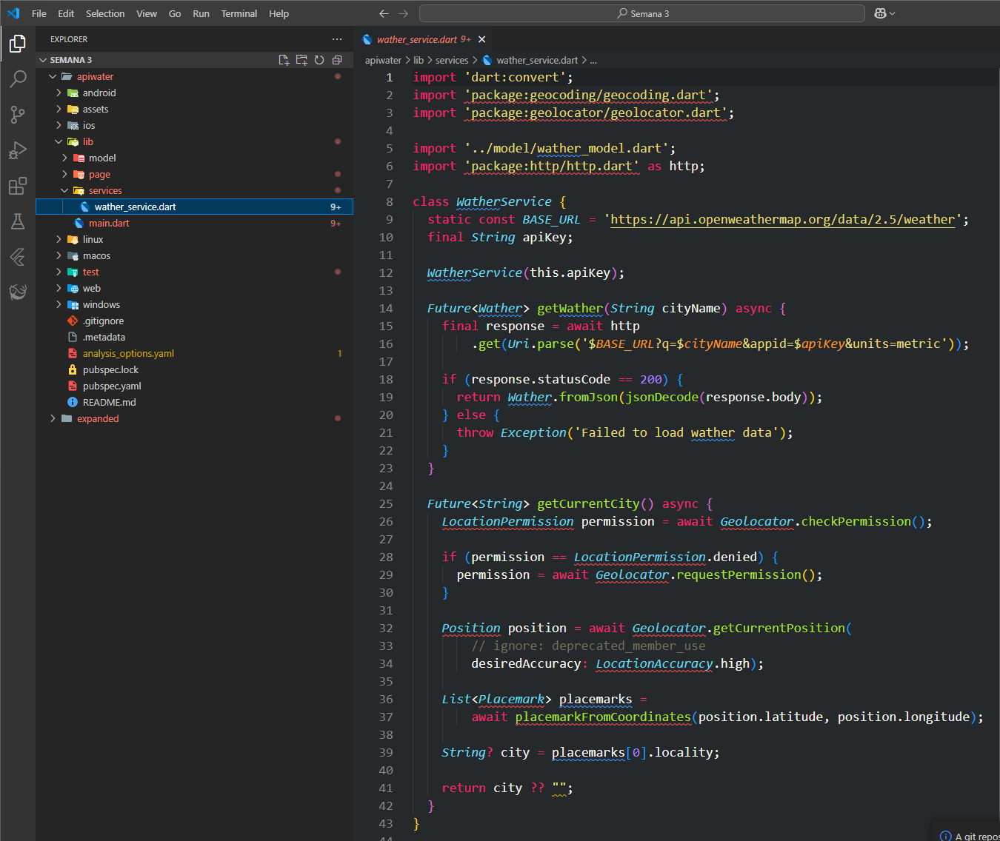 File Edit Selection View Go Run Terminal Help
Semana 3
EXPLORER
SEMANA 3
apiwater
android
assets
ios
lib
model
page
services
wather_service.dart 9+
main.dart 9+
linux
macos
test
web
windows
.gitignore
.metadata
analysis_options.yaml 1
pubspec.lock
pubspec.yaml
README.md
expanded
wather_service.dart 9+
apiwater > lib > services > wather_service.dart > ...
1 import 'dart:convert';
2 import 'package:geocoding/geocoding.dart';
3 import 'package:geolocator/geolocator.dart';
4
5 import '../model/wather_model.dart';
6 import 'package:http/http.dart' as http;
7
8 class WatherService {
9 static const BASE_URL = 'https://api.openweathermap.org/data/2.5/weather';
10 final String apiKey;
11
12 WatherService(this.apiKey);
13
14 Future<Wather> getWather(String cityName) async {
15 final response = await http
16 .get(Uri.parse('$BASE_URL?q=$cityName&appid=$apiKey&units=metric'));
17
18 if (response.statusCode == 200) {
19 return Wather.fromJson(jsonDecode(response.body));
20 } else {
21 throw Exception('Failed to load wather data');
22 }
23 }
24
25 Future<String> getCurrentCity() async {
26 LocationPermission permission = await Geolocator.checkPermission();
27
28 if (permission == LocationPermission.denied) {
29 permission = await Geolocator.requestPermission();
30 }
31
32 Position position = await Geolocator.getCurrentPosition(
33 // ignore: deprecated_member_use
34 desiredAccuracy: LocationAccuracy.high);
35
36 List<Placemark> placemarks =
37 await placemarkFromCoordinates(position.latitude, position.longitude);
38
39 String? city = placemarks[0].locality;
40
41 return city ?? "";
42 }
43 }
A git repos